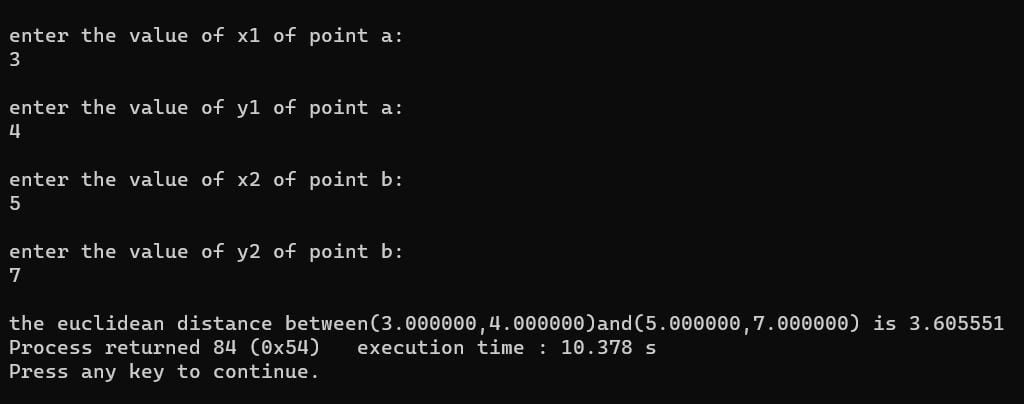 enter the value of x1 of point a:
3
enter the value of y1 of point a:
4
enter the value of x2 of point b:
5
enter the value of y2 of point b:
7
the euclidean distance between(3.000000,4.000000)and(5.000000,7.000000) is 3.605551
Process returned 84 (0x54)   execution time : 10.378 s
Press any key to continue.